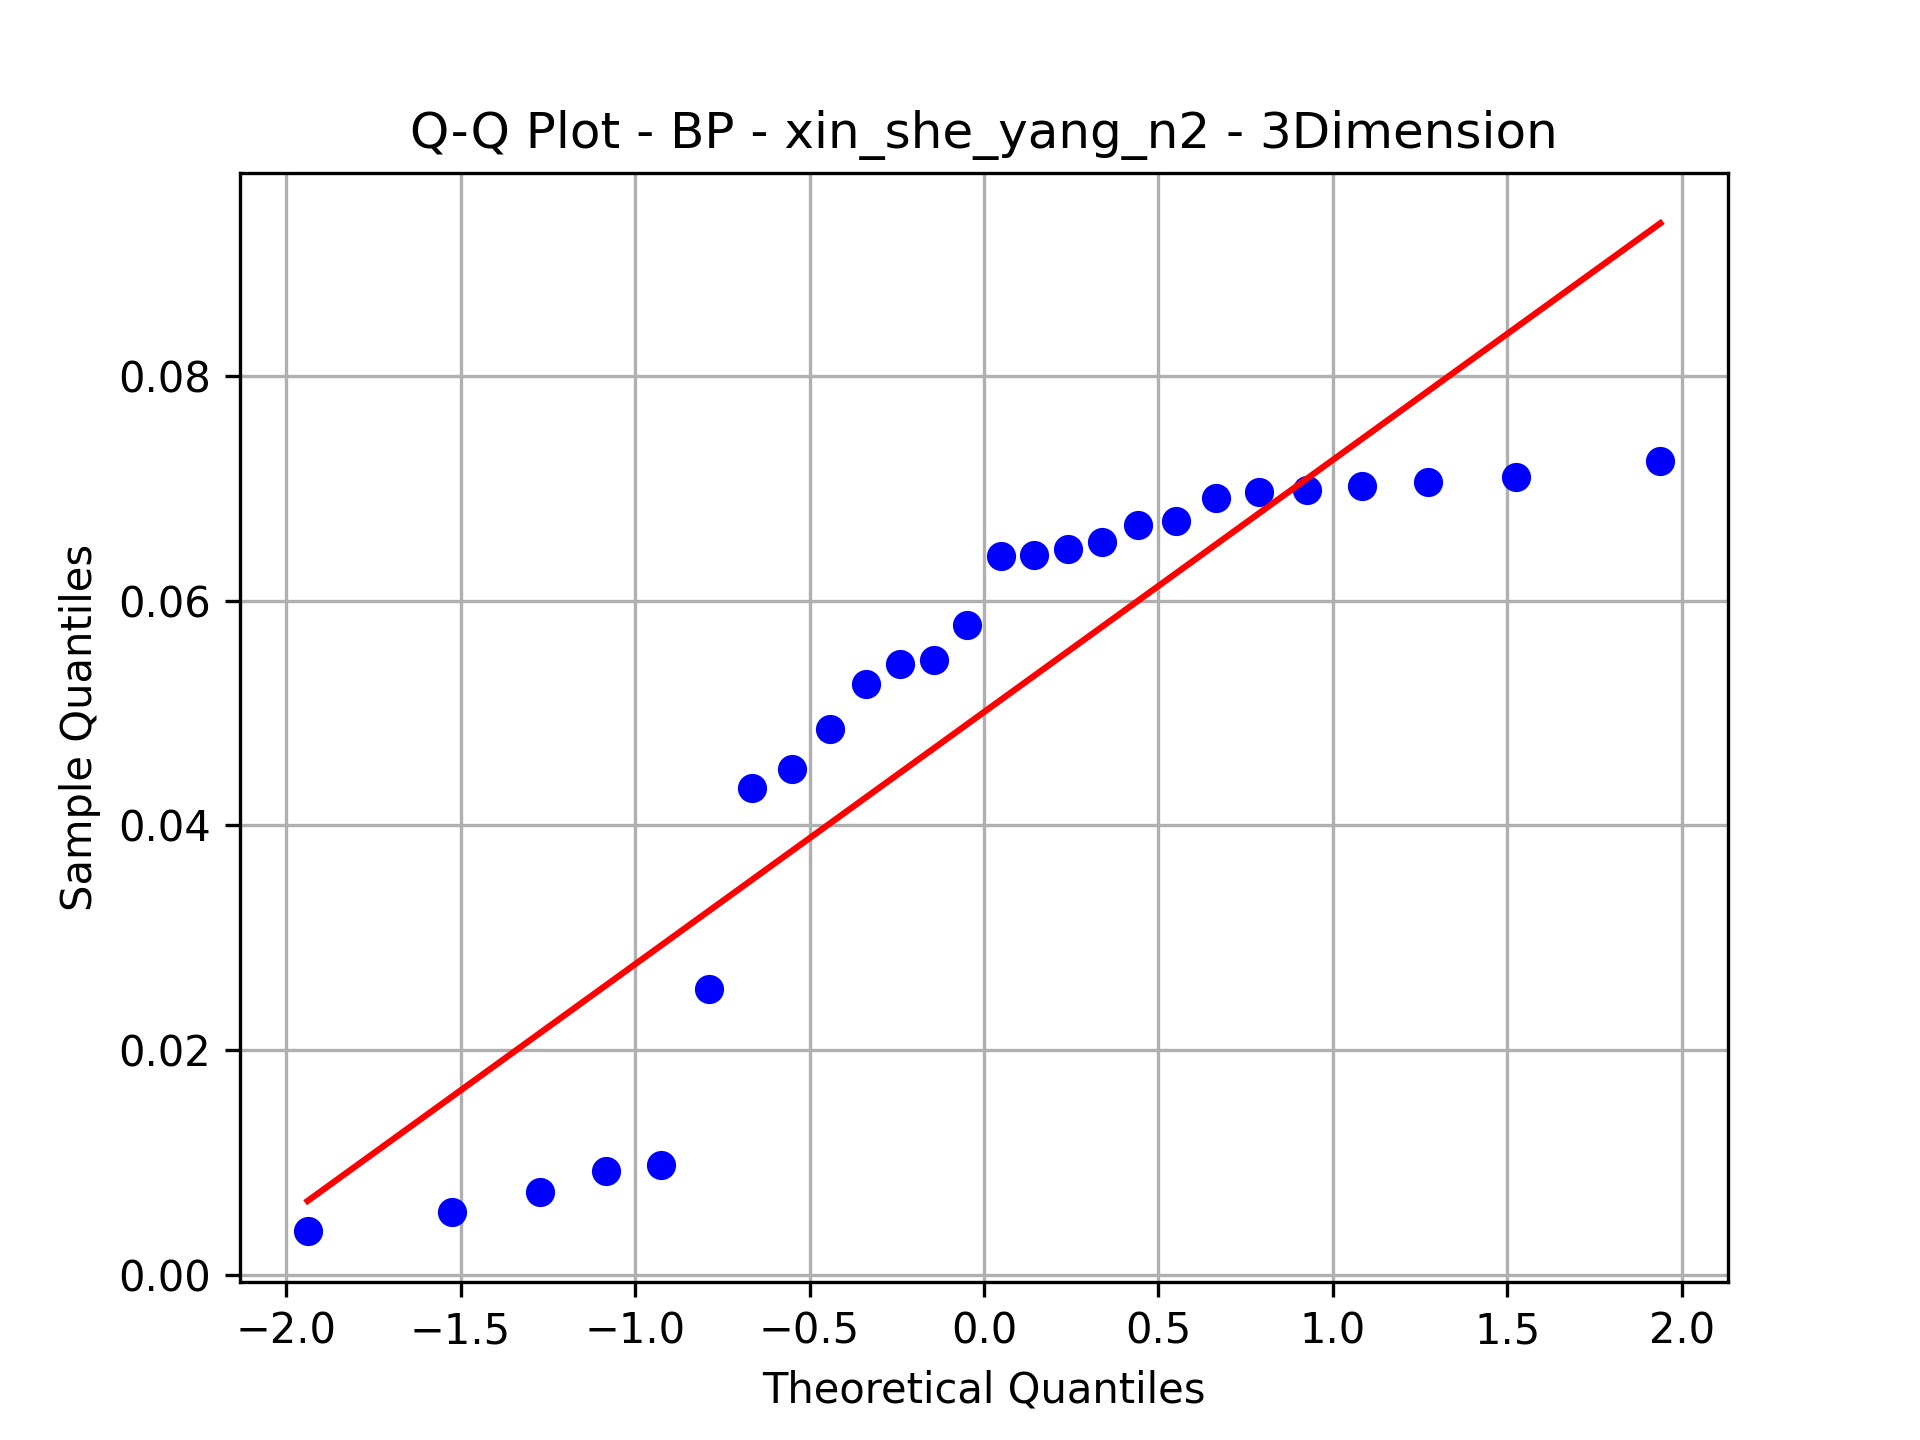 Q-Q Plot - BP - xin_she_yang_n2 - 3Dimension
Sample Quantiles
0.08
0.06
0.04
0.02
0.00
−2.0 −1.5 −1.0 −0.5 0.0 0.5 1.0 1.5 2.0
Theoretical Quantiles